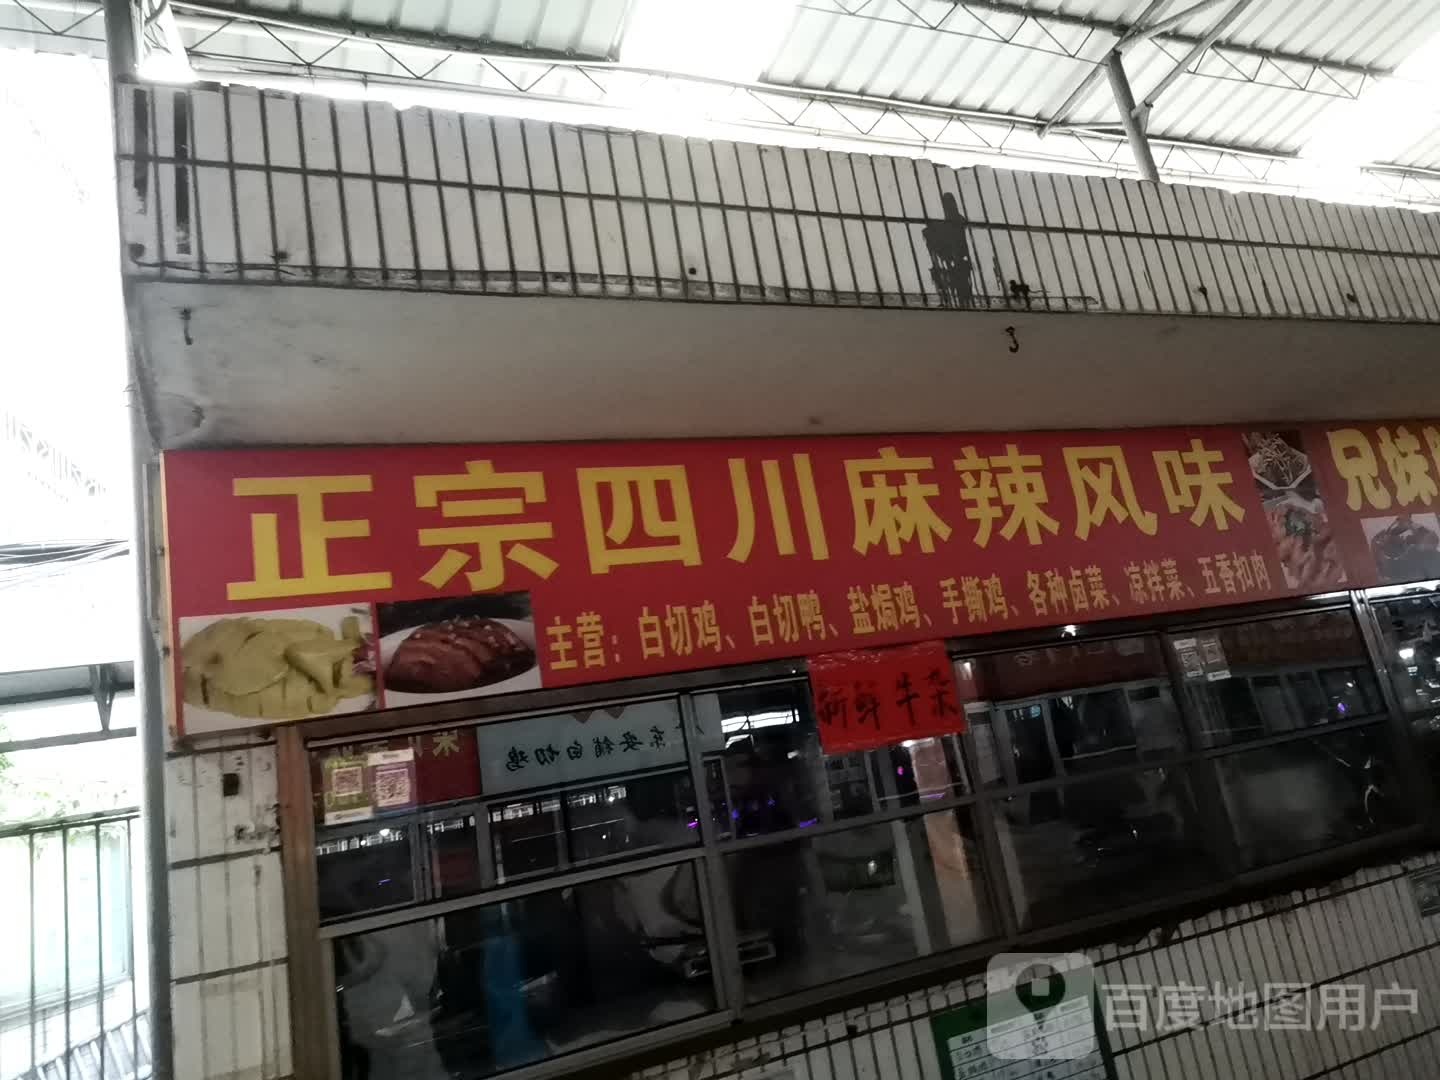 正宗四川麻辣风味
兄妹
主营：白切鸡、白切鸭、盐焗鸡、手撕鸡、各种卤菜、凉拌菜、五香扣肉
新鲜牛杂
东安铺白切鸡
百度地图用户